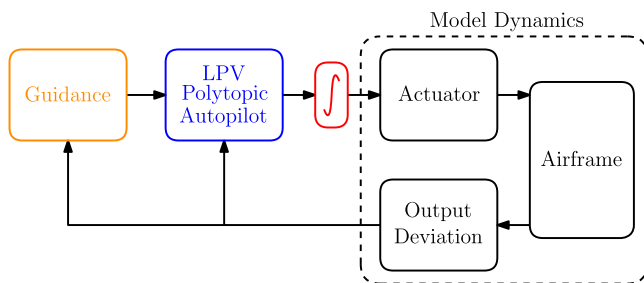 Model Dynamics
Guidance
LPV
Polytopic
Autopilot
∫
Actuator
Airframe
Output
Deviation